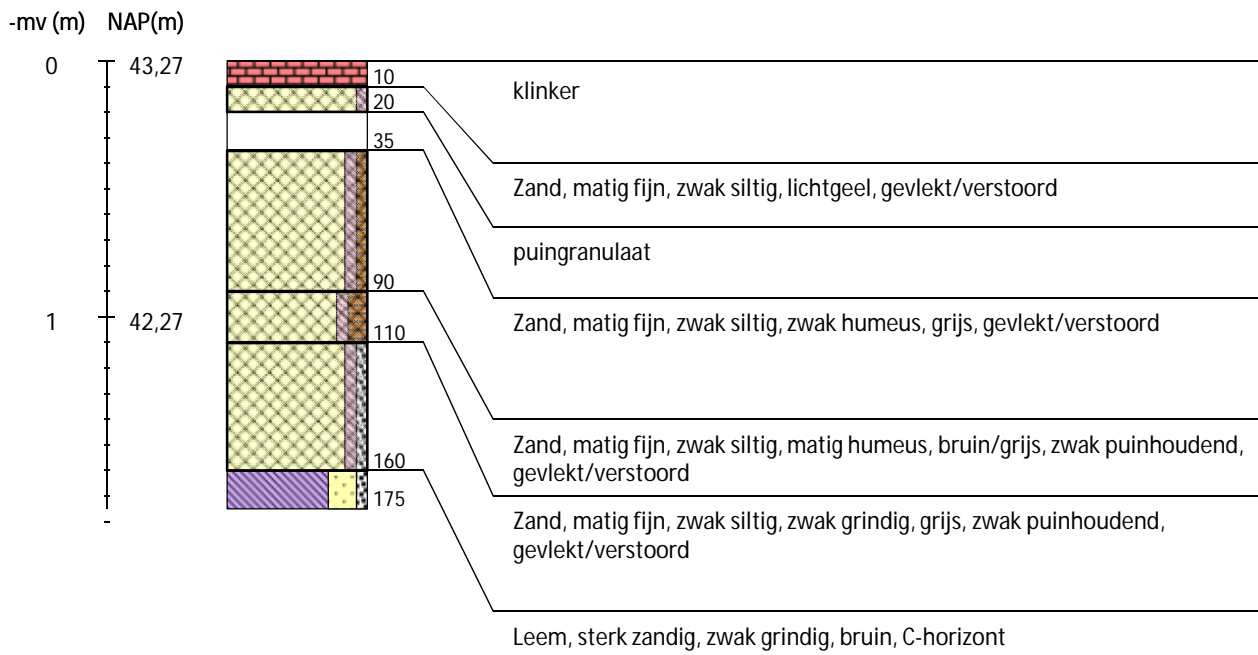 -mv (m) NAP(m)
0 43,27
10
klinker
20
35
Zand, matig fijn, zwak siltig, lichtgeel, gevlekt/verstoord
puingranulaat
90
1 42,27
Zand, matig fijn, zwak siltig, zwak humeus, grijs, gevlekt/verstoord
110
Zand, matig fijn, zwak siltig, matig humeus, bruin/grijs, zwak puinhoudend,
gevlekt/verstoord
160
175
Zand, matig fijn, zwak siltig, zwak grindig, grijs, zwak puinhoudend,
gevlekt/verstoord
-
Leem, sterk zandig, zwak grindig, bruin, C-horizont